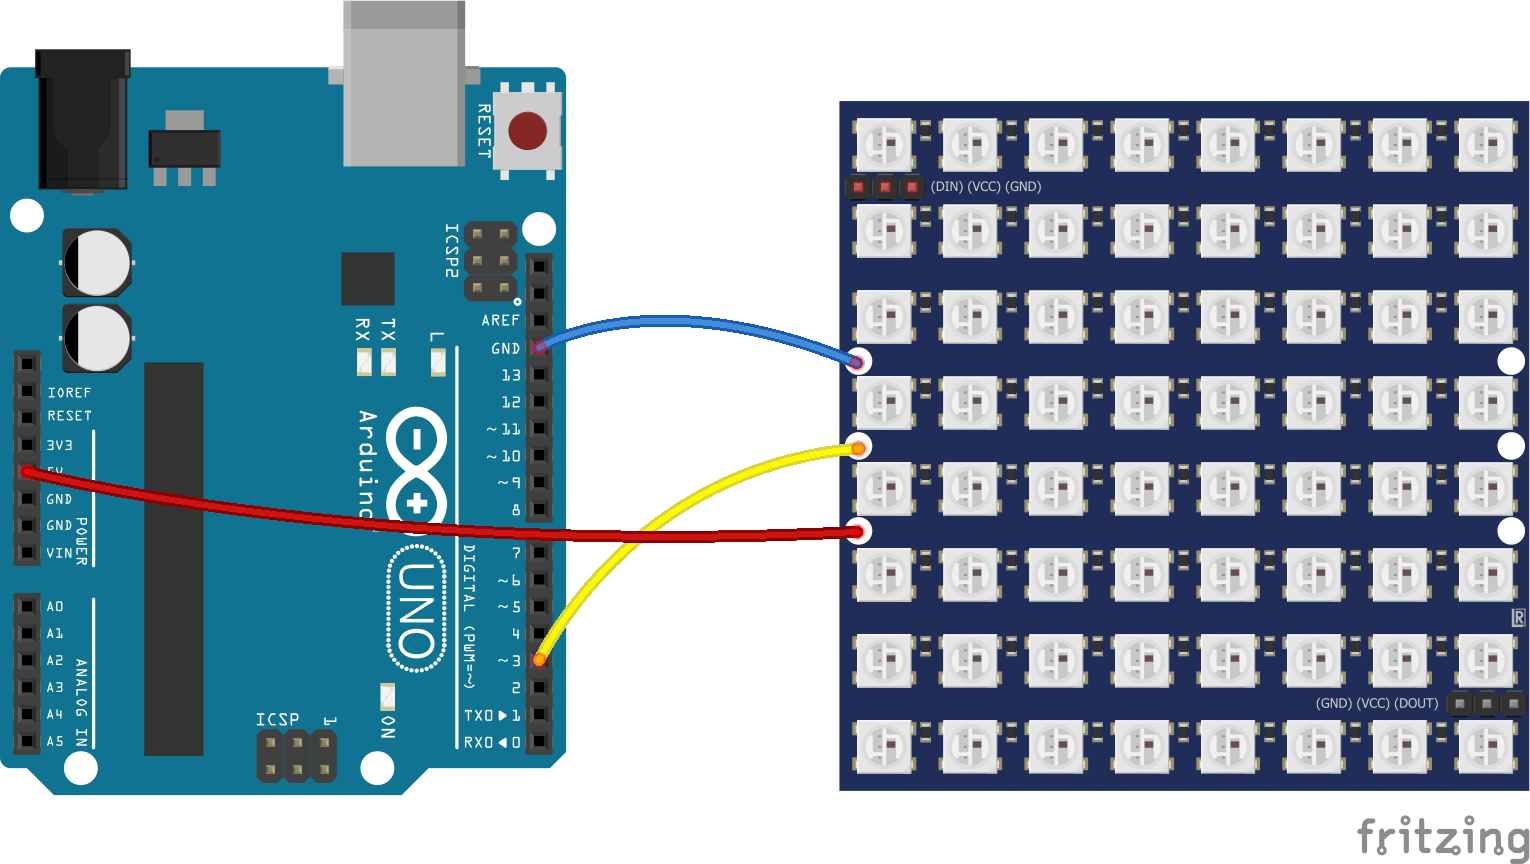 RESET
ICSP2
AREF
GND
13
12
~11
~10
~9
8
RX
TX
L
IOREF
RESET
3V3
5V
GND
GND
VIN
POWER
Arduino
UNO
DIGITAL (PWM=~)
7
~6
~5
4
~3
2
TX0▶1
RX0◀0
A0
A1
A2
A3
A4
A5
ANALOG IN
ICSP
1
ON
(DIN) (VCC) (GND)
R
(GND) (VCC) (DOUT)
fritzing